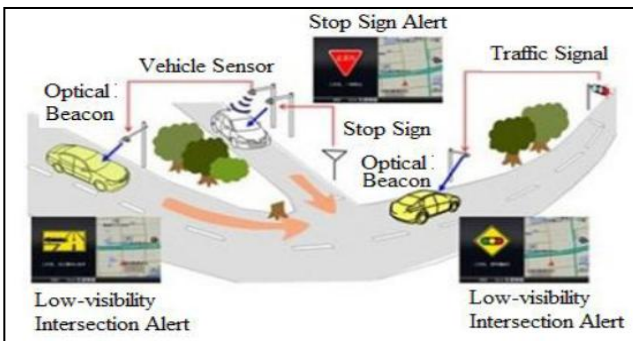 Stop Sign Alert
Vehicle Sensor
Traffic Signal
Optical
Beacon
Stop Sign
Optical
Beacon
Low-visibility
Intersection Alert
Low-visibility
Intersection Alert